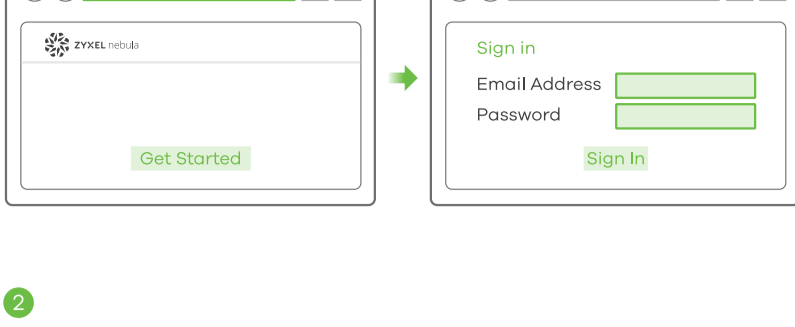 ZYXEL nebula
Get Started
Sign in
Email Address
Password
Sign In
2